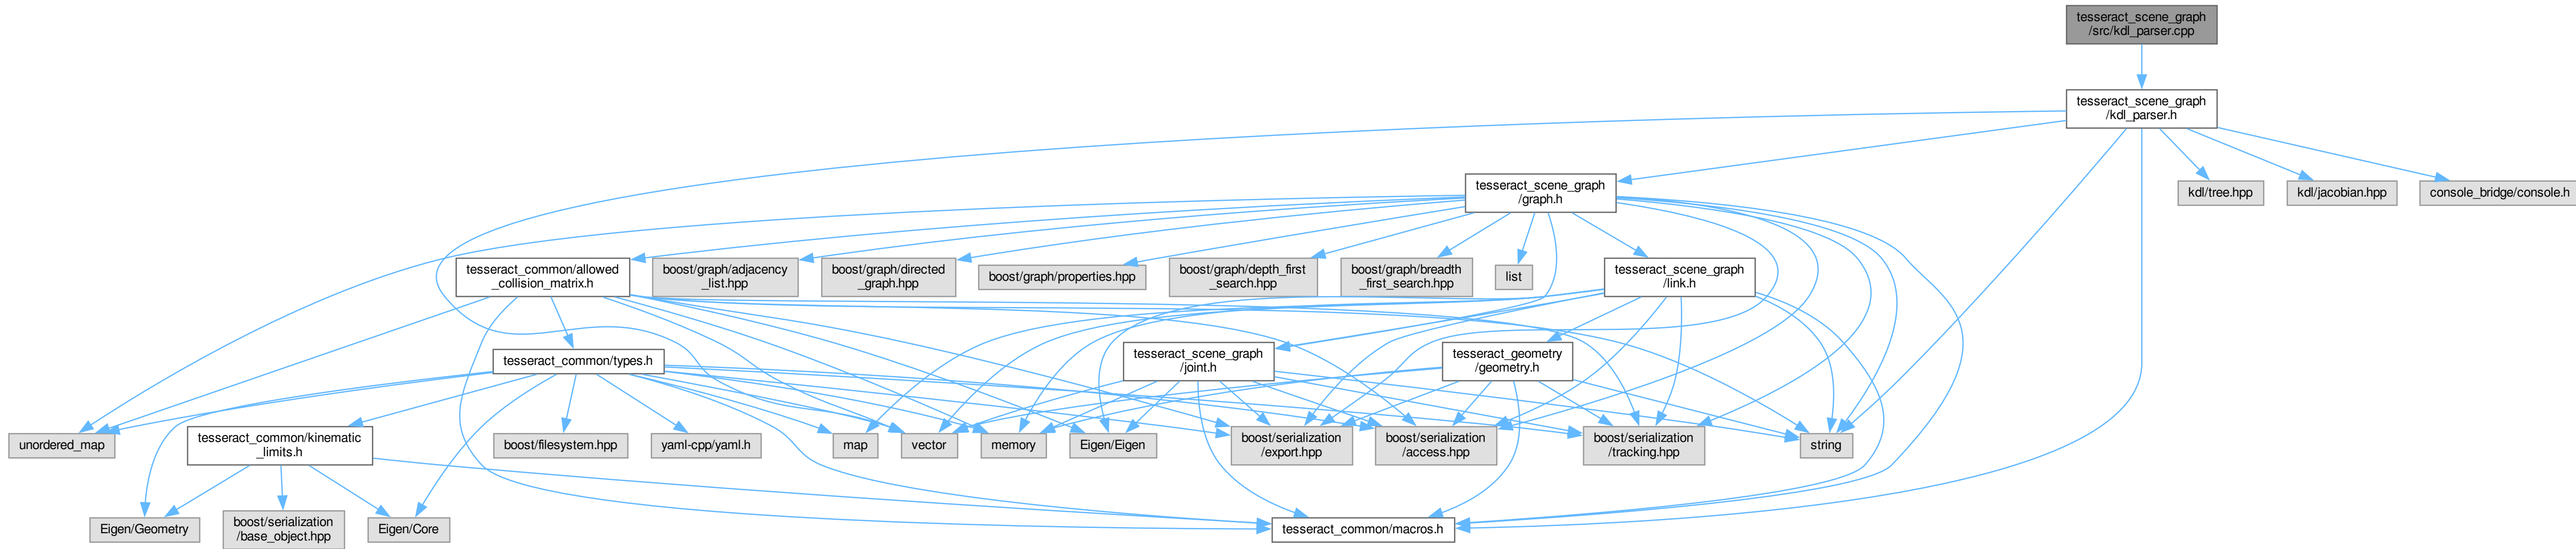 tesseract_scene_graph
/src/kdl_parser.cpp
tesseract_scene_graph
/kdl_parser.h
tesseract_scene_graph
/graph.h
kdl/tree.hpp
kdl/jacobian.hpp
console_bridge/console.h
tesseract_common/allowed
_collision_matrix.h
boost/graph/adjacency
_list.hpp
boost/graph/directed
_graph.hpp
boost/graph/properties.hpp
boost/graph/depth_first
_search.hpp
boost/graph/breadth
_first_search.hpp
list
tesseract_scene_graph
/link.h
tesseract_common/types.h
tesseract_scene_graph
/joint.h
tesseract_geometry
/geometry.h
unordered_map
tesseract_common/kinematic
_limits.h
boost/filesystem.hpp
yaml-cpp/yaml.h
map
vector
memory
Eigen/Eigen
boost/serialization
/export.hpp
boost/serialization
/access.hpp
boost/serialization
/tracking.hpp
string
Eigen/Geometry
boost/serialization
/base_object.hpp
Eigen/Core
tesseract_common/macros.h